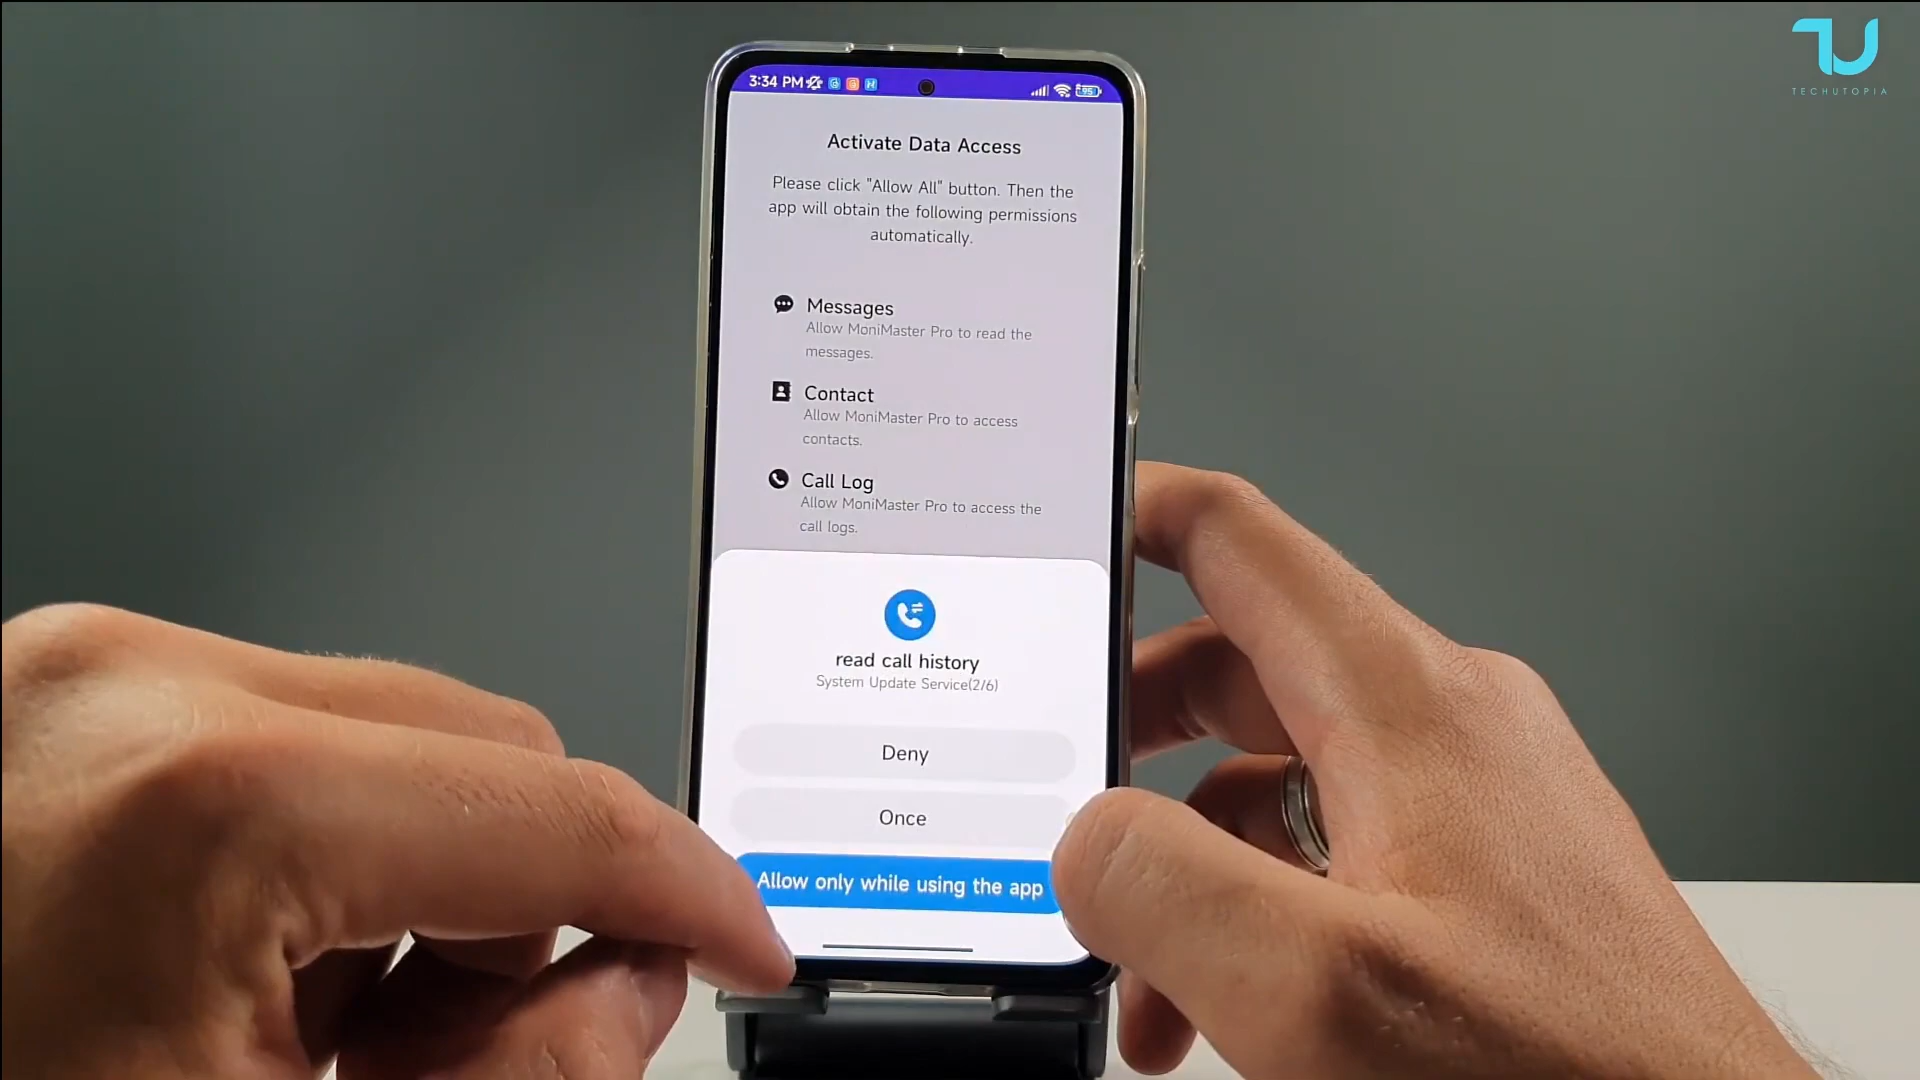 TECHUTOPIA
3:34 PM
95
Activate Data Access
Please click "Allow All" button. Then the
app will obtain the following permissions
automatically.
Messages
Allow MoniMaster Pro to read the
messages.
Contact
Allow MoniMaster Pro to access
contacts.
Call Log
Allow MoniMaster Pro to access the
call logs.
read call history
System Update Service(2/6)
Deny
Once
Allow only while using the app